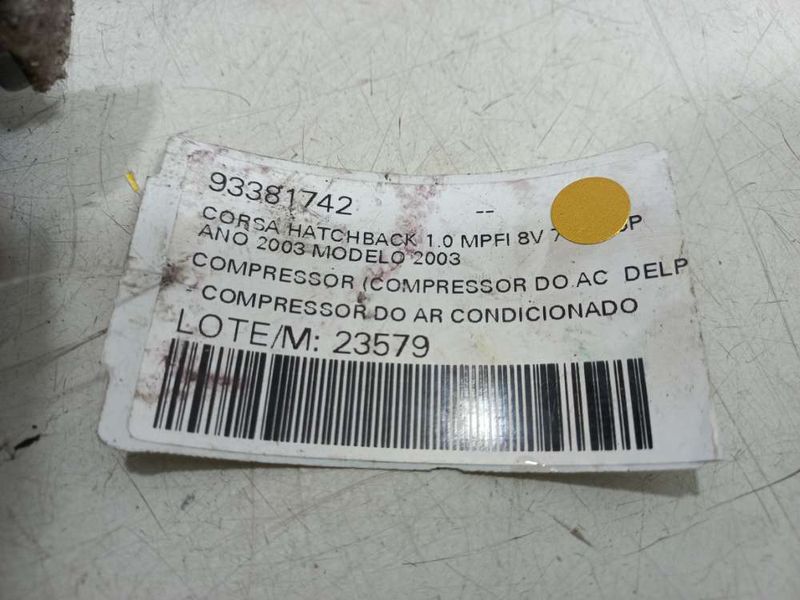 93381742 --
CORSA HATCHBACK 1.0 MPFI 8V
ANO 2003 MODELO 2003
COMPRESSOR (COMPRESSOR DO AC DELP
- COMPRESSOR DO AR CONDICIONADO
LOTE/M: 23579